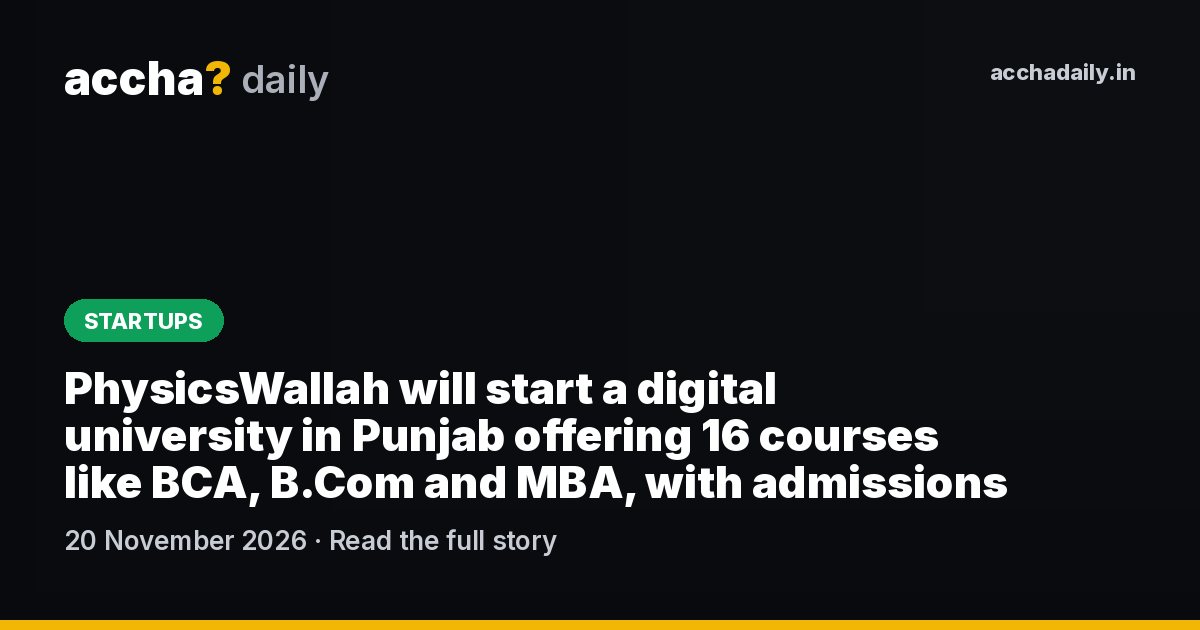 accha? daily
acchadaily.in
STARTUPS
PhysicsWallah will start a digital
university in Punjab offering 16 courses
like BCA, B.Com and MBA, with admissions
20 November 2026 · Read the full story